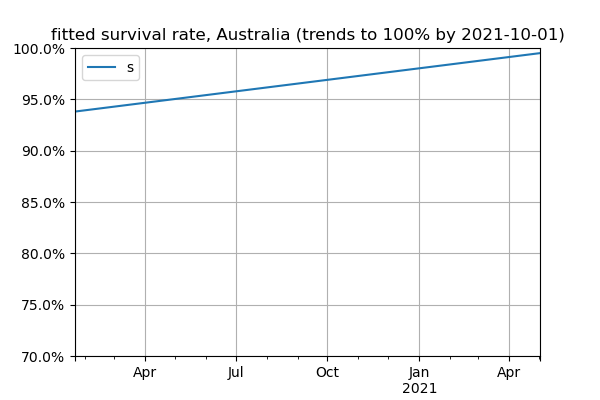 fitted survival rate, Australia (trends to 100% by 2021-10-01)
100.0%
s
95.0%
90.0%
85.0%
80.0%
75.0%
70.0%
Apr Jul Oct Jan Apr
2021